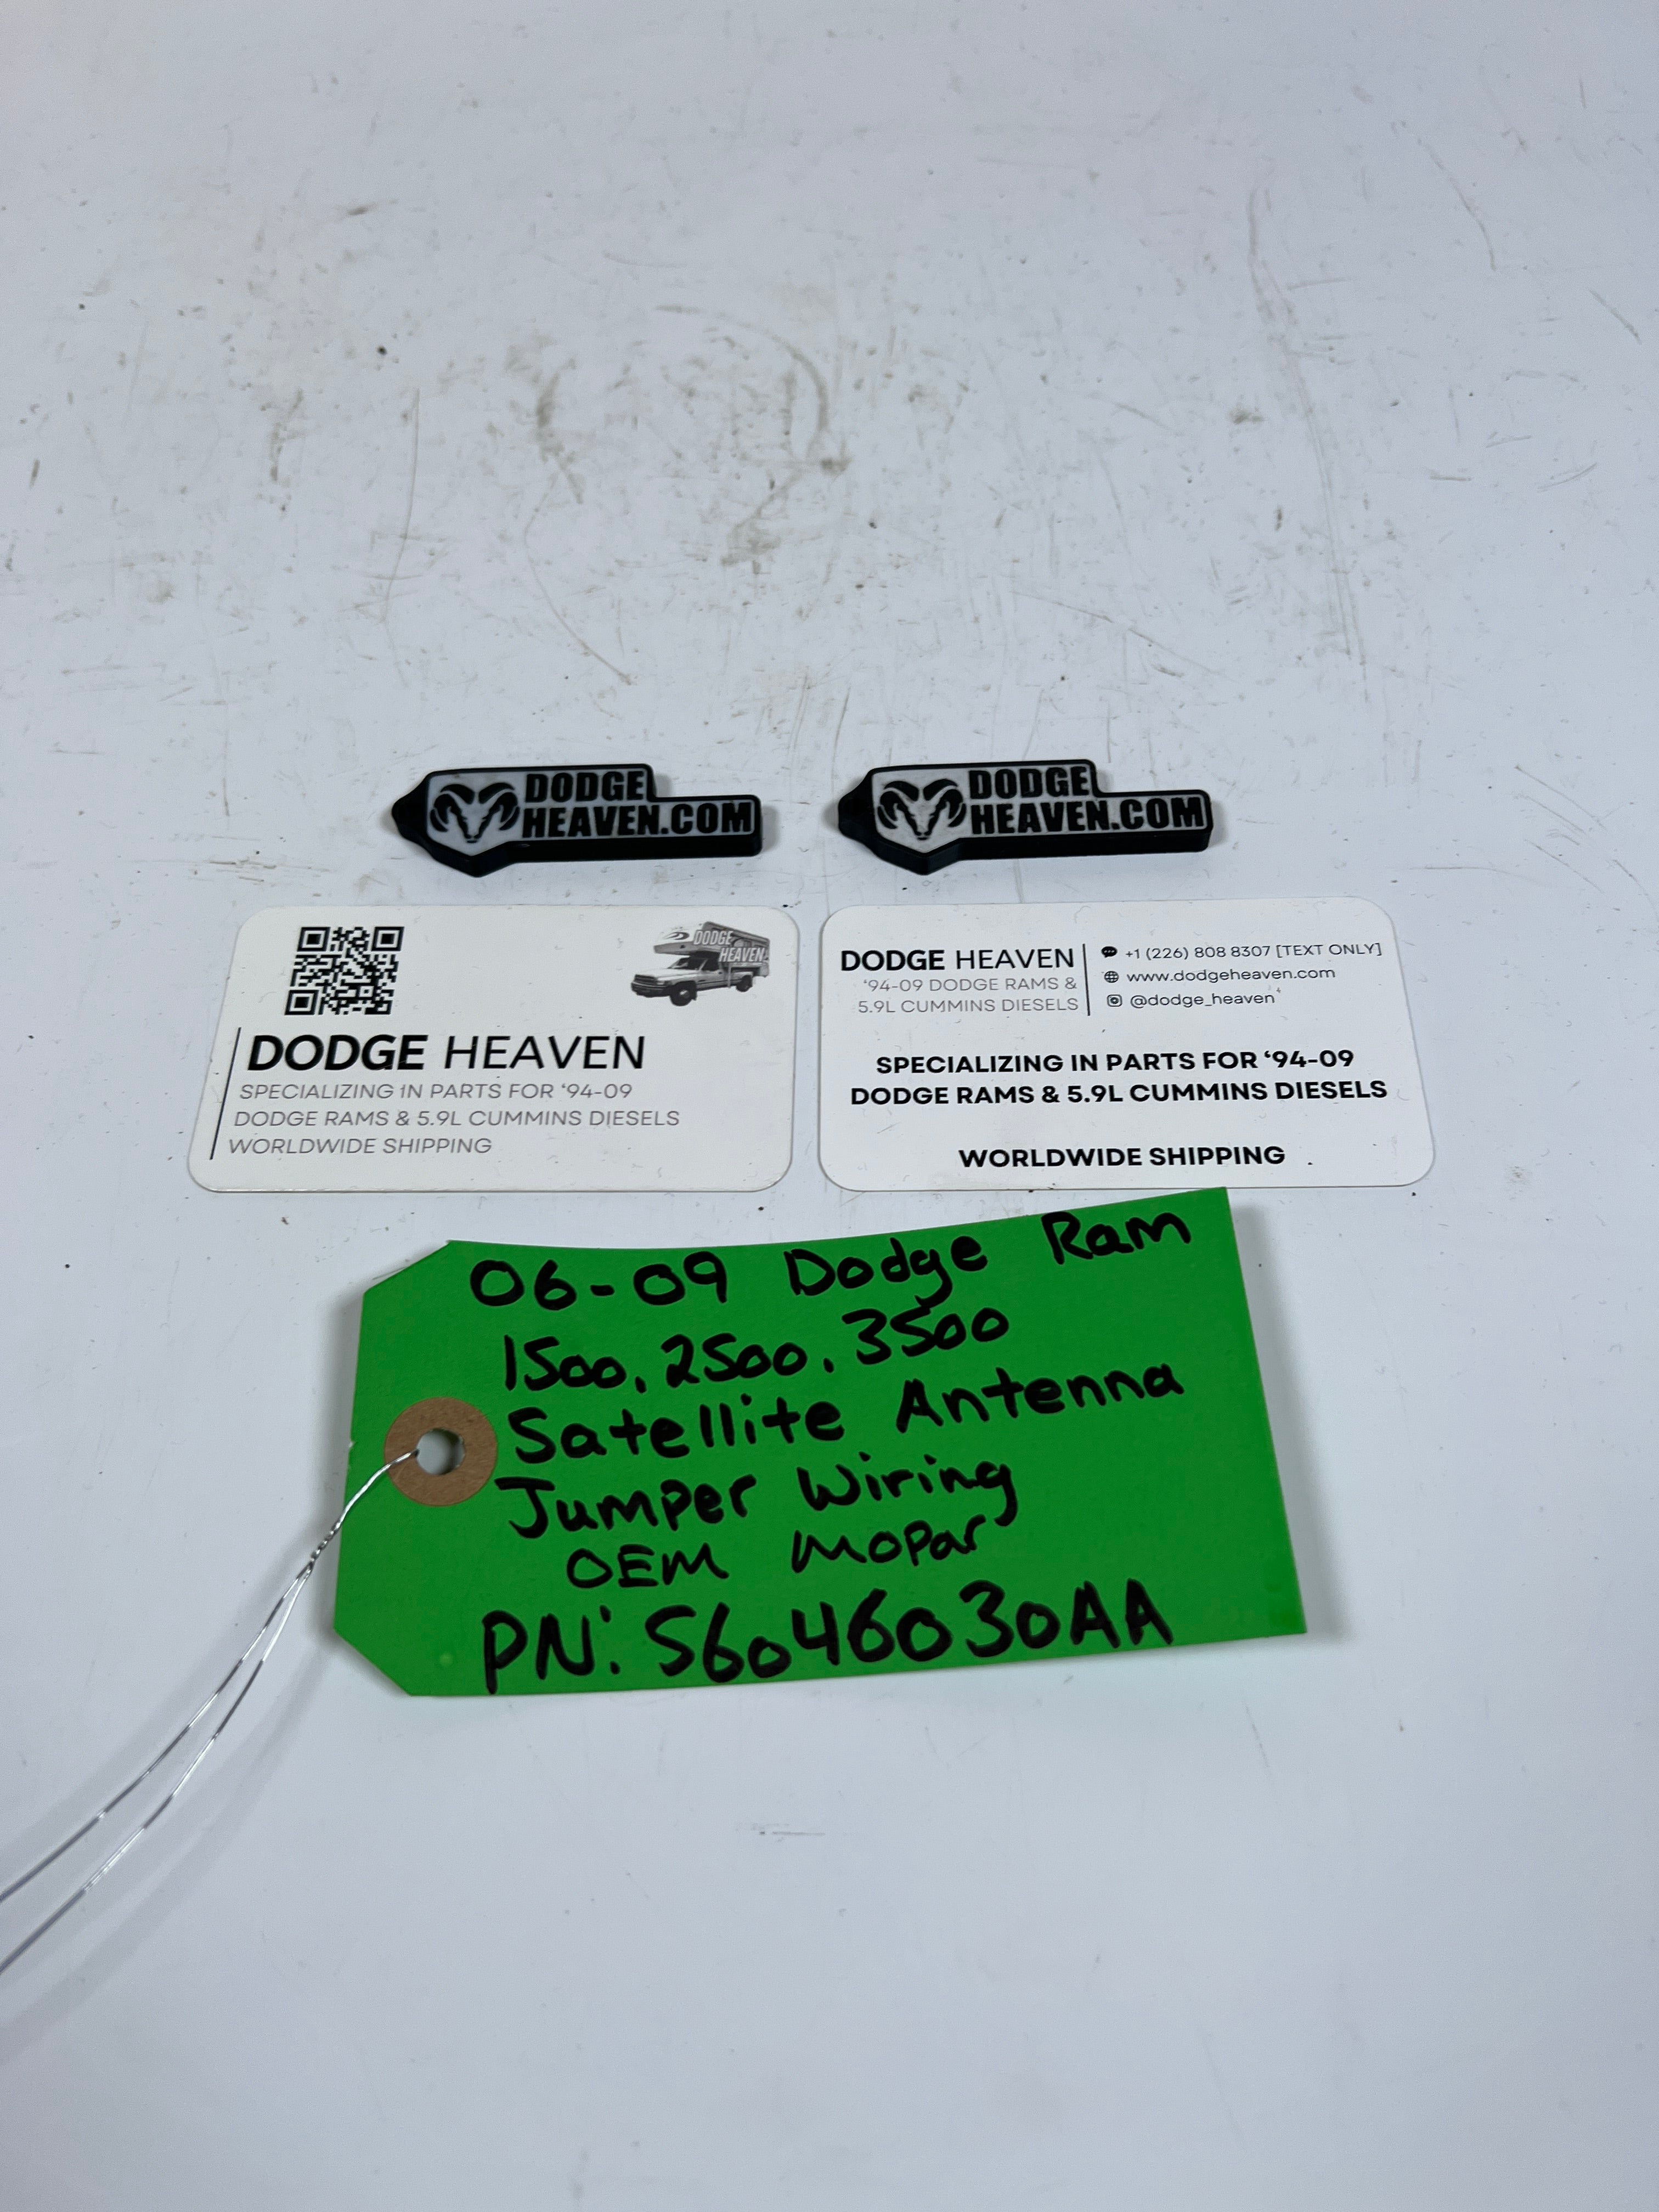 DODGE
HEAVEN.COM
DODGE
HEAVEN.COM
DODGE
HEAVEN
DODGE HEAVEN
SPECIALIZING IN PARTS FOR ‘94-09
DODGE RAMS & 5.9L CUMMINS DIESELS
WORLDWIDE SHIPPING
DODGE HEAVEN
‘94-09 DODGE RAMS &
5.9L CUMMINS DIESELS
+1 (226) 808 8307 [TEXT ONLY]
www.dodgeheaven.com
@dodge_heaven
SPECIALIZING IN PARTS FOR ‘94-09
DODGE RAMS & 5.9L CUMMINS DIESELS
WORLDWIDE SHIPPING
06-09 Dodge Ram
1500, 2500, 3500
Satellite Antenna
Jumper Wiring
OEM Mopar
PN: 56046030AA